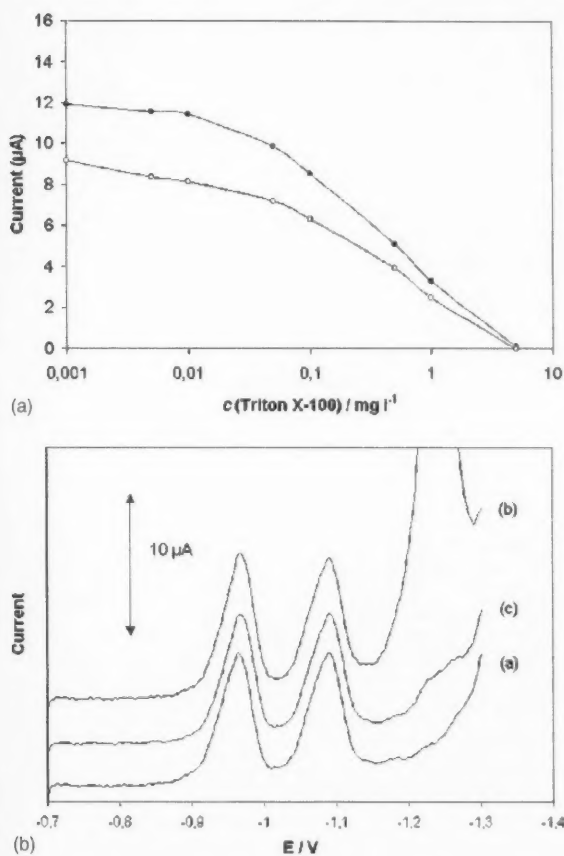 16
14
12
10
8
6
4
2
0
Current (µA)
0,001 0,01 0,1 1 10
c (Triton X-100) / mg l-1
(a)
(b)
10 µA
(c)
(a)
Current
-0,7 -0,8 -0,9 -1 -1,1 -1,2 -1,3 -1,4
E / V
(b)